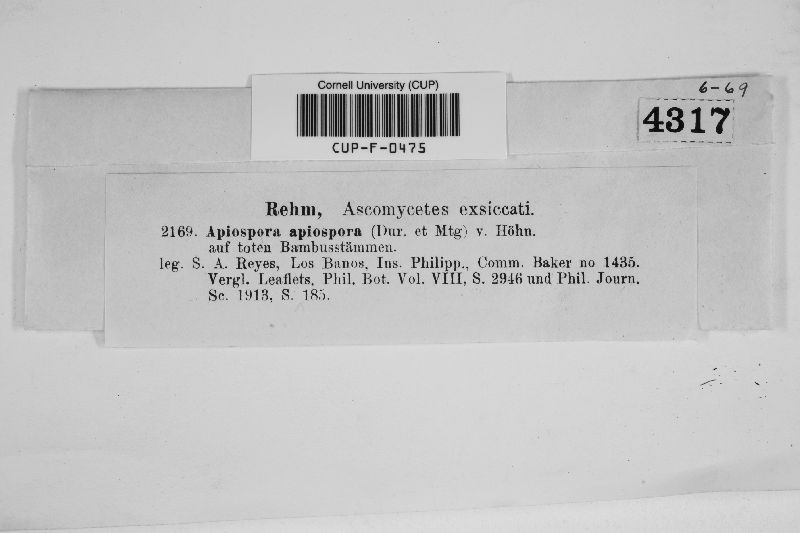 Cornell University (CUP)
CUP-F-0475
6-69
4317
Rehm, Ascomycetes exsiccati.
2169. Apiospora apiospora (Dur. et Mtg) v. Höhn.
auf toten Bambusstämmen.
leg. S. A. Reyes, Los Banos, Ins. Philipp., Comm. Baker no 1435.
Vergl. Leaflets, Phil. Bot. Vol. VIII, S. 2946 und Phil. Journ.
Sc. 1913, S. 185.